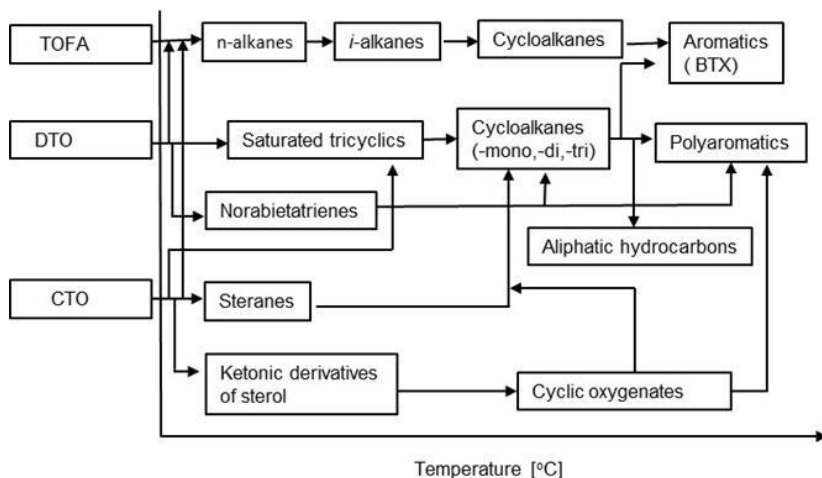 TOFA
n-alkanes
i-alkanes
Cycloalkanes
Aromatics
( BTX)
DTO
Saturated tricyclics
Cycloalkanes
(-mono,-di,-tri)
Polyaromatics
Norabietatrienes
Aliphatic hydrocarbons
CTO
Steranes
Ketonic derivatives
of sterol
Cyclic oxygenates
Temperature [°C]